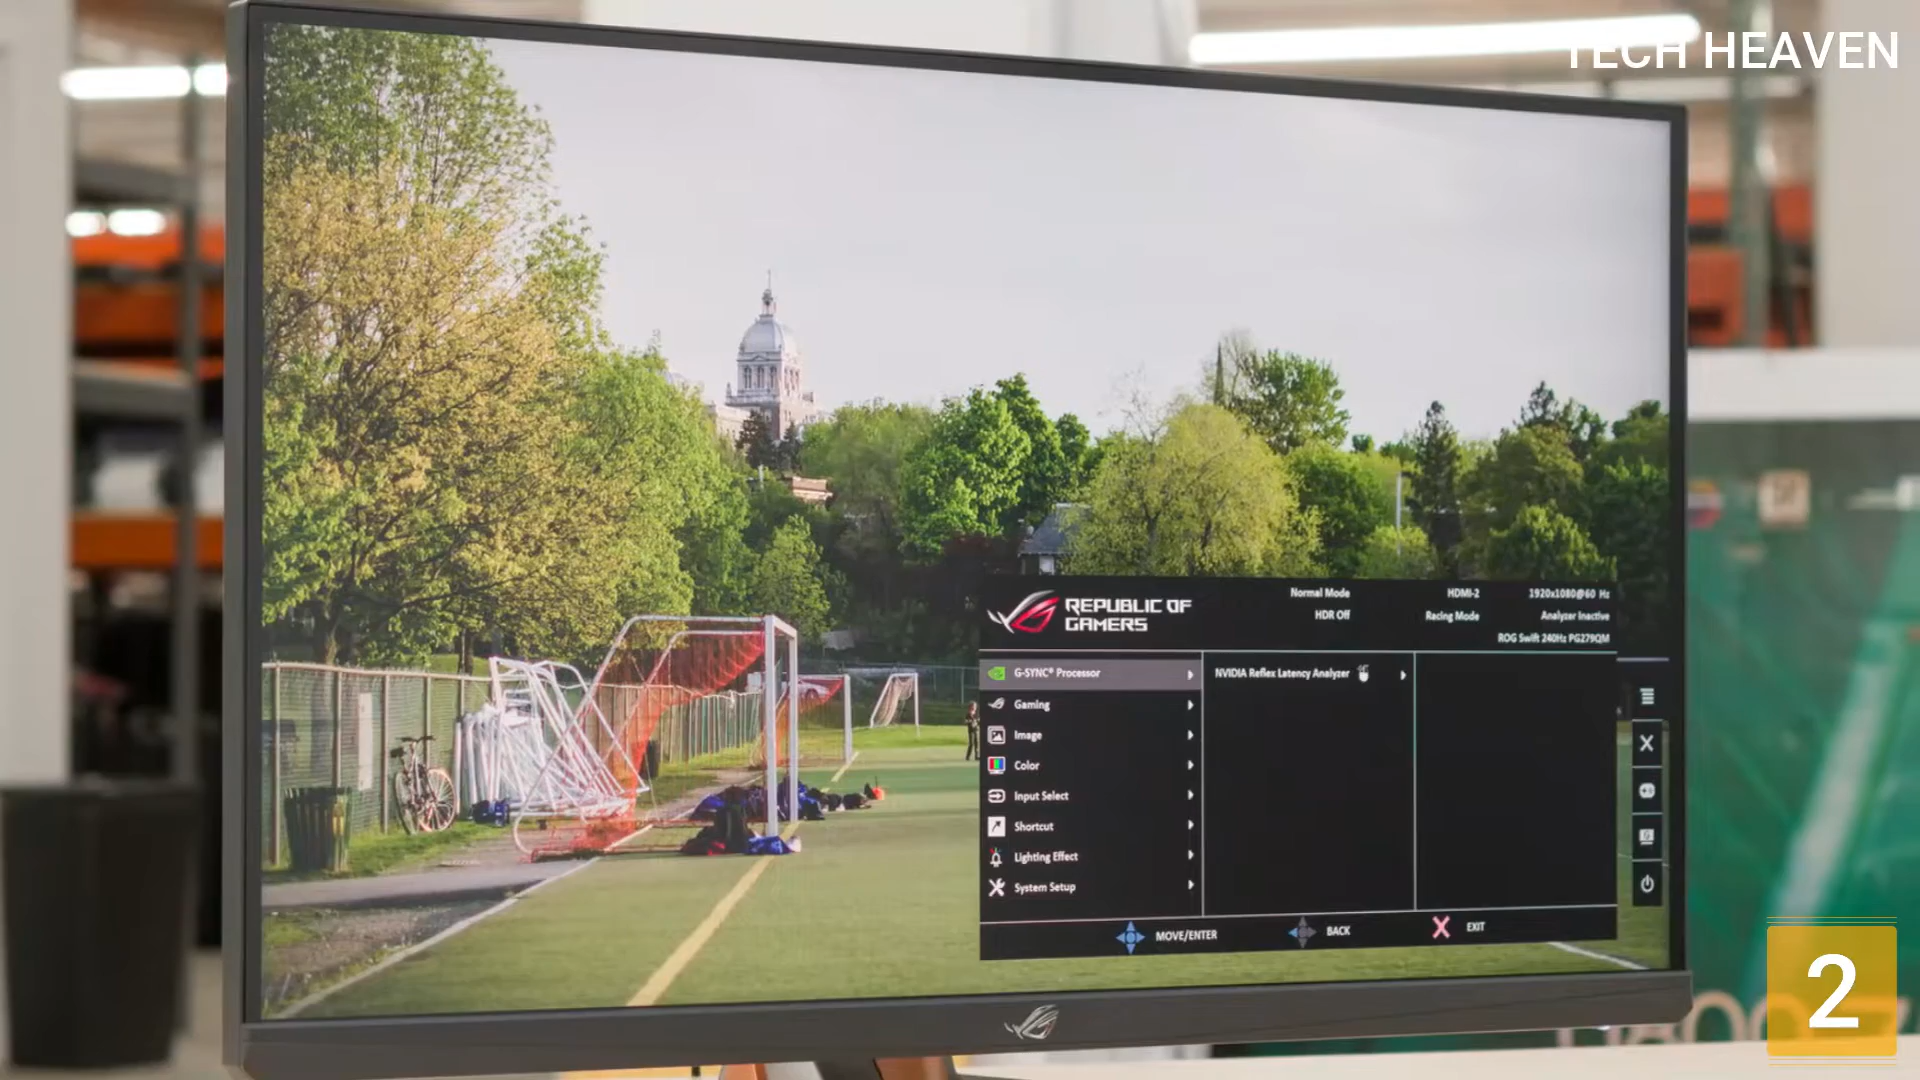 TECH HEAVEN
REPUBLIC OF
GAMERS
Normal Mode
HDMI-2
1920x1080@60 Hz
HDR Off
Racing Mode
Analyzer Inactive
ROG Swift 240Hz PG279QM
G-SYNC® Processor
NVIDIA Reflex Latency Analyzer
Gaming
Image
Color
Input Select
Shortcut
Lighting Effect
System Setup
MOVE/ENTER
BACK
EXIT
2